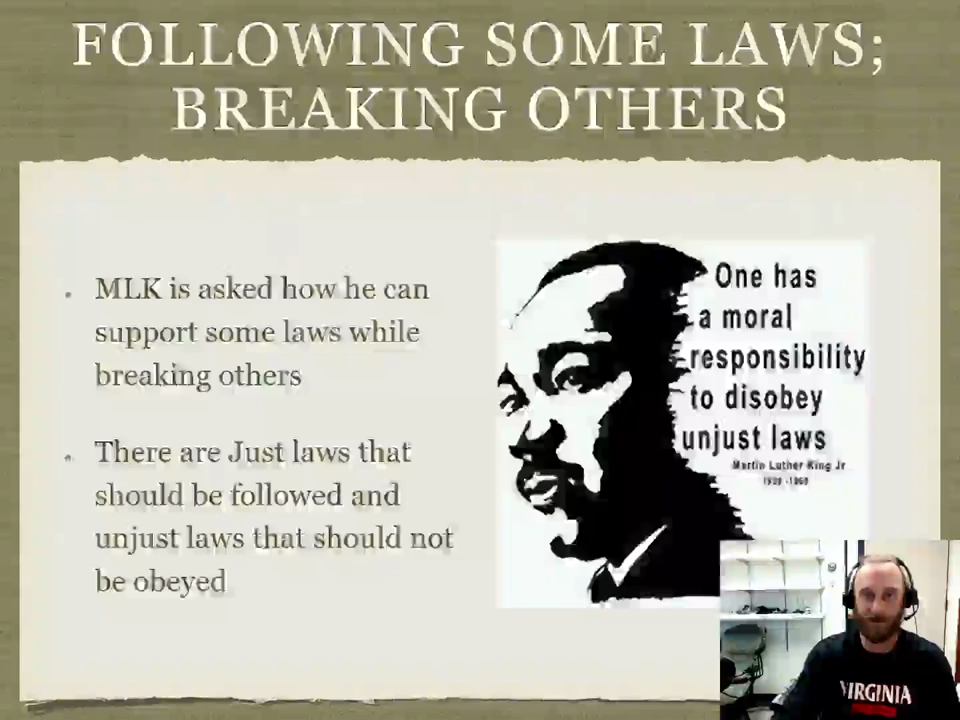 FOLLOWING SOME LAWS;
BREAKING OTHERS
MLK is asked how he can
support some laws while
breaking others
There are Just laws that
should be followed and
unjust laws that should not
be obeyed
One has
a moral
responsibility
to disobey
unjust laws
Martin Luther King Jr
VIRGINIA